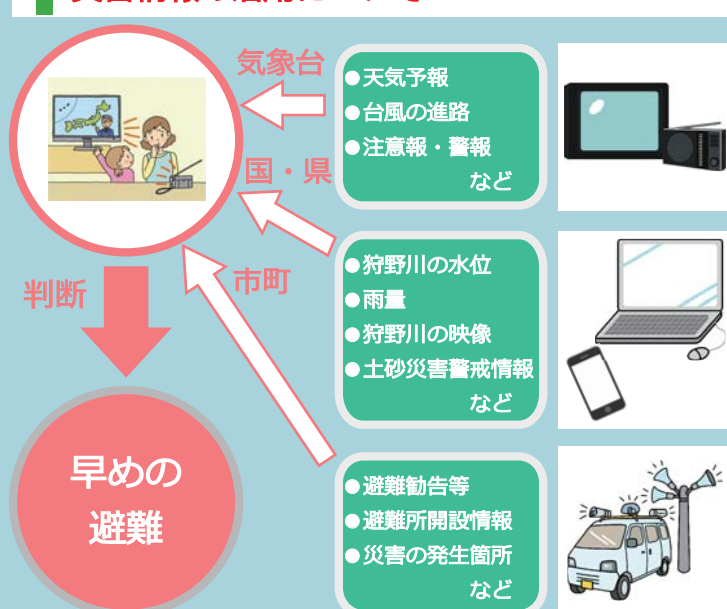 気象台
●天気予報
●台風の進路
●注意報・警報
など
国・県
●狩野川の水位
●雨量
●狩野川の映像
●土砂災害警戒情報
など
市町
●避難勧告等
●避難所開設情報
●災害の発生箇所
など
判断
早めの
避難